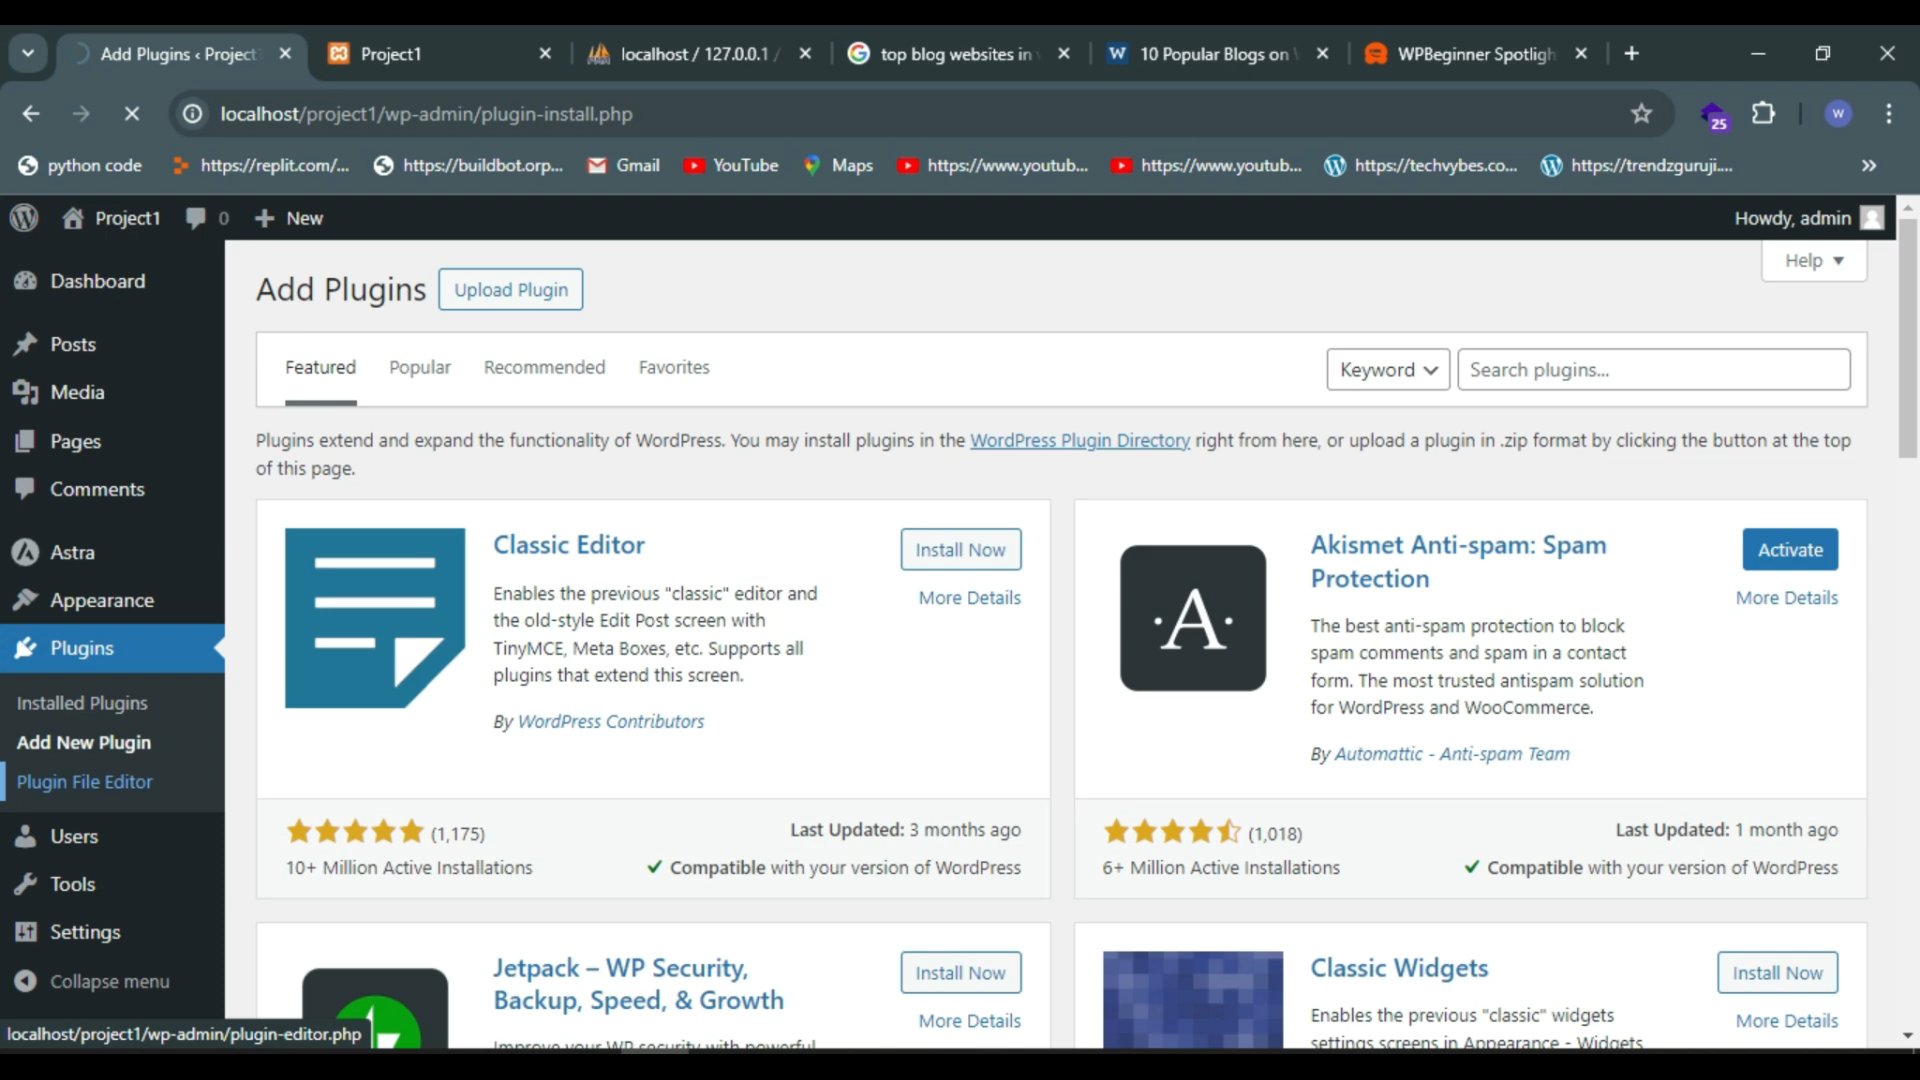 Add Plugins ‹ Project
Project1
localhost / 127.0.0.1 /
top blog websites in
10 Popular Blogs on
WPBeginner Spotligh
localhost/project1/wp-admin/plugin-install.php
25
W
python code
https://replit.com/...
https://buildbot.orp...
Gmail
YouTube
Maps
https://www.youtub...
https://www.youtub...
https://techvybes.co...
https://trendzguruji....
Project1
0
New
Howdy, admin
Help
Dashboard
Posts
Media
Pages
Comments
Astra
Appearance
Plugins
Installed Plugins
Add New Plugin
Plugin File Editor
Users
Tools
Settings
Collapse menu
localhost/project1/wp-admin/plugin-editor.php
Add Plugins
Upload Plugin
Featured
Popular
Recommended
Favorites
Keyword
Search plugins...
Plugins extend and expand the functionality of WordPress. You may install plugins in the WordPress Plugin Directory right from here, or upload a plugin in .zip format by clicking the button at the top
of this page.
Classic Editor
Install Now
More Details
Enables the previous "classic" editor and
the old-style Edit Post screen with
TinyMCE, Meta Boxes, etc. Supports all
plugins that extend this screen.
By WordPress Contributors
(1,175)
Last Updated: 3 months ago
10+ Million Active Installations
Compatible with your version of WordPress
·A·
Akismet Anti-spam: Spam
Protection
Activate
More Details
The best anti-spam protection to block
spam comments and spam in a contact
form. The most trusted antispam solution
for WordPress and WooCommerce.
By Automattic - Anti-spam Team
(1,018)
Last Updated: 1 month ago
6+ Million Active Installations
Compatible with your version of WordPress
Jetpack – WP Security,
Backup, Speed, & Growth
Install Now
More Details
Improve your WP security with powerful
Classic Widgets
Install Now
More Details
Enables the previous "classic" widgets
settings screens in Appearance - Widgets